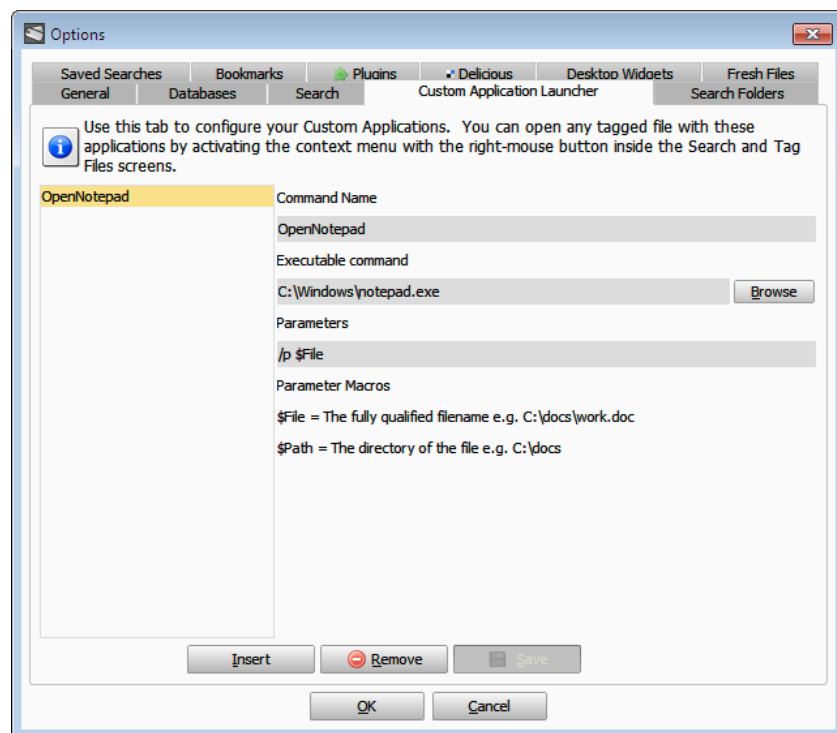 Options
Saved Searches Bookmarks Plugins Delicious Desktop Widgets Fresh Files
General Databases Search Custom Application Launcher Search Folders
Use this tab to configure your Custom Applications. You can open any tagged file with these
applications by activating the context menu with the right-mouse button inside the Search and Tag
Files screens.
OpenNotepad
Command Name
OpenNotepad
Executable command
C:\Windows\notepad.exe Browse
Parameters
/p $File
Parameter Macros
$File = The fully qualified filename e.g. C:\docs\work.doc
$Path = The directory of the file e.g. C:\docs
Insert Remove Save
OK Cancel